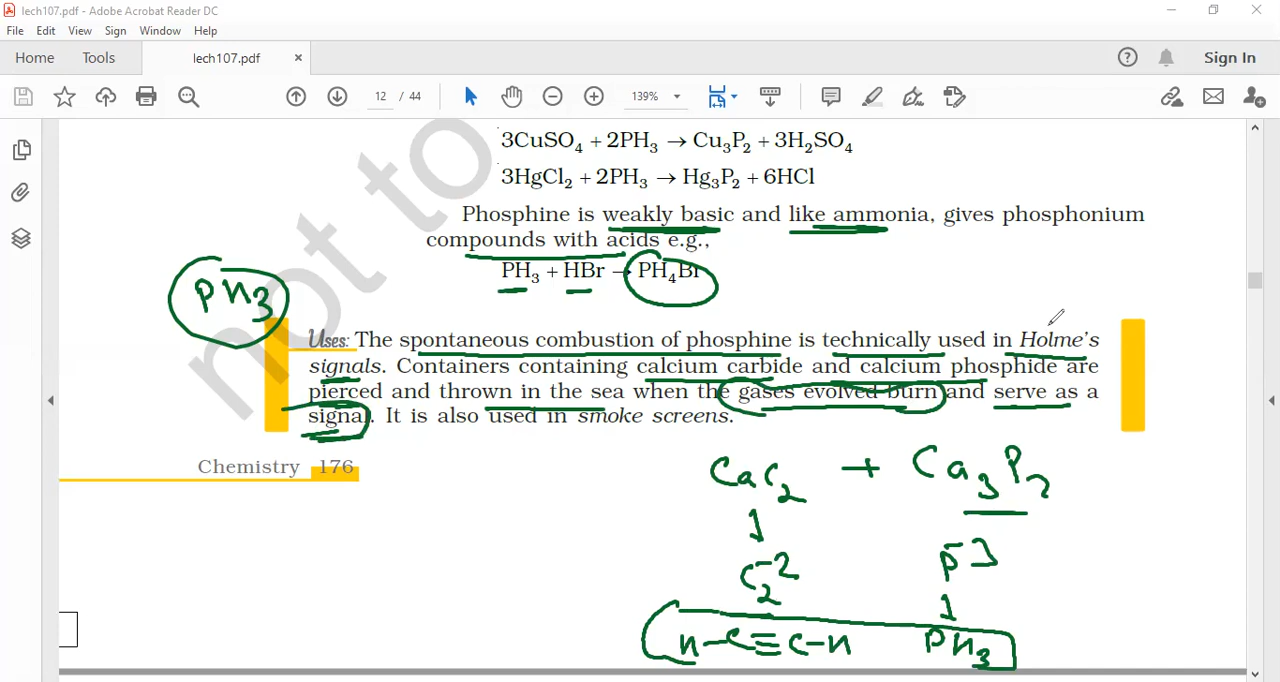 lech107.pdf - Adobe Acrobat Reader DC
File Edit View Sign Window Help
Home Tools lech107.pdf × Sign In
12 / 44 139%
not to
3CuSO₄ + 2PH₃ → Cu₃P₂ + 3H₂SO₄
3HgCl₂ + 2PH₃ → Hg₃P₂ + 6HCl
Phosphine is weakly basic and like ammonia, gives phosphonium
compounds with acids e.g.,
PH₃ + HBr → PH₄Br
PH₃
Uses: The spontaneous combustion of phosphine is technically used in Holme's
signals. Containers containing calcium carbide and calcium phosphide are
pierced and thrown in the sea when the gases evolved burn and serve as a
signal. It is also used in smoke screens.
Chemistry 176
CaC₂ + Ca₃P₂
C₂⁻² P⁻³
H-C≡C-H PH₃